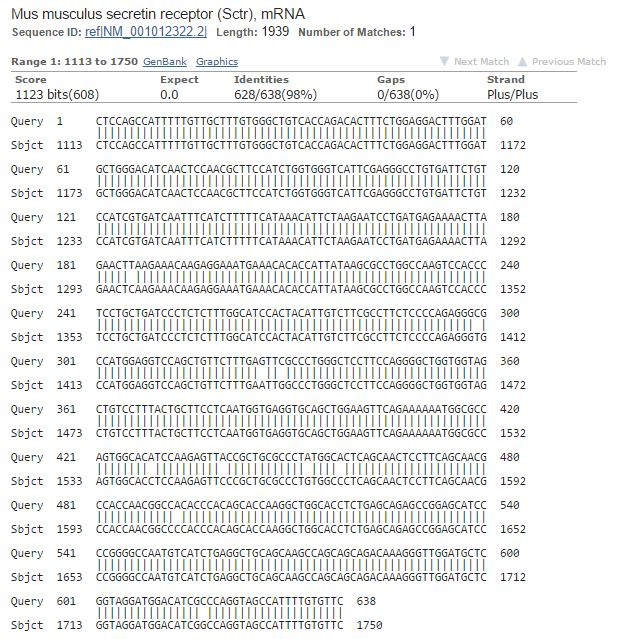 Mus musculus secretin receptor (Sctr), mRNA
Sequence ID: ref|NM_001012322.2| Length: 1939 Number of Matches: 1
Range 1: 1113 to 1750 GenBank Graphics ▼ Next Match ▲ Previous Match
Score Expect Identities Gaps Strand
1123 bits(608) 0.0 628/638(98%) 0/638(0%) Plus/Plus
Query 1 CTCCAGCCATTTTTGTTGCTTTGTGGGCTGTCACCAGACACTTTCTGGAGGACTTTGGAT 60
Sbjct 1113 CTCCAGCCATTTTTGTTGCTTTGTGGGCTGTCACCAGACACTTTCTGGAGGACTTTGGAT 1172
Query 61 GCTGGGACATCAACTCCAACGCTTCCATCTGGTGGGTCATTCGAGGGCCTGTGATTCTGT 120
Sbjct 1173 GCTGGGACATCAACTCCAACGCTTCCATCTGGTGGGTCATTCGAGGGCCTGTGATTCTGT 1232
Query 121 CCATCGTGATCAATTTCATCTTTTTCATAAACATTCTAAGAATCCTGATGAGAAAACTTA 180
Sbjct 1233 CCATCGTGATCAATTTCATCTTTTTCATAAACATTCTAAGAATCCTGATGAGAAAACTTA 1292
Query 181 GAACTTAAGAAACAAGAGGAAATGAAACACACCATTATAAGCGCCTGGCCAAGTCCACCC 240
Sbjct 1293 GAACTCAAGAAACAAGAGGAAATGAAACACACCATTATAAGCGCCTGGCCAAGTCCACCC 1352
Query 241 TCCTGCTGATCCCTCTCTTTGGCATCCACTACATTGTCTTCGCCTTCTCCCCAGAGGGCG 300
Sbjct 1353 TCCTGCTGATCCCTCTCTTTGGCATCCACTACATTGTCTTCGCCTTCTCCCCAGAGGGTG 1412
Query 301 CCATGGAGGTCCAGCTGTTCTTTGAGTTCGCCCTGGGCTCCTTCCAGGGGCTGGTGGTAG 360
Sbjct 1413 CCATGGAGGTCCAGCTGTTCTTTGAATTGGCCCTGGGCTCCTTCCAGGGGCTGGTGGTAG 1472
Query 361 CTGTCCTTTACTGCTTCCTCAATGGTGAGGTGCAGCTGGAAGTTCAGAAAAAATGGCGCC 420
Sbjct 1473 CTGTCCTTTACTGCTTCCTCAATGGTGAGGTGCAGCTGGAAGTTCAGAAAAAATGGCGCC 1532
Query 421 AGTGGCACATCCAAGAGTTACCGCTGCGCCCTATGGCACTCAGCAACTCCTTCAGCAACG 480
Sbjct 1533 AGTGGCACCTCCAAGAGTTCCCGCTGCGCCCTGTGGCCCTCAGCAACTCCTTCAGCAACG 1592
Query 481 CCACCAACGGCCACACCCACAGCACCAAGGCTGGCACCTCTGAGCAGAGCCGGAGCATCC 540
Sbjct 1593 CCACCAACGGCCCCACCCACAGCACCAAGGCTGGCACCTCTGAGCAGAGCCGGAGCATCC 1652
Query 541 CCGGGGCCAATGTCATCTGAGGCTGCAGCAAGCCAGCAGCAGACAAAGGGTTGGATGCTC 600
Sbjct 1653 CCGGGGCCAATGTCATCTGAGGCTGCAGCAAGCCAGCAGCAGACAAAGGGTTGGATGCTC 1712
Query 601 GGTAGGATGGACATCGCCCAGGTAGCCATTTTGTGTTC 638
Sbjct 1713 GGTAGGATGGACATCGGCCAGGTAGCCATTTTGTGTTC 1750